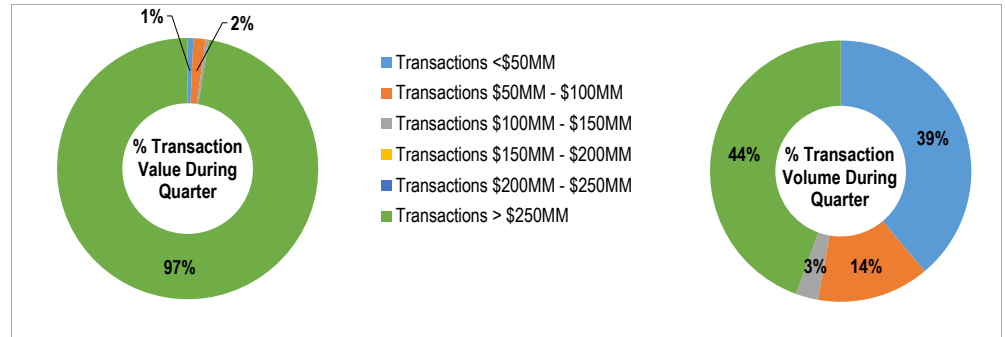 1%
2%
% Transaction
Value During
Quarter
97%
Transactions <$50MM
Transactions $50MM - $100MM
Transactions $100MM - $150MM
Transactions $150MM - $200MM
Transactions $200MM - $250MM
Transactions > $250MM
44%
39%
% Transaction
Volume During
Quarter
3%
14%